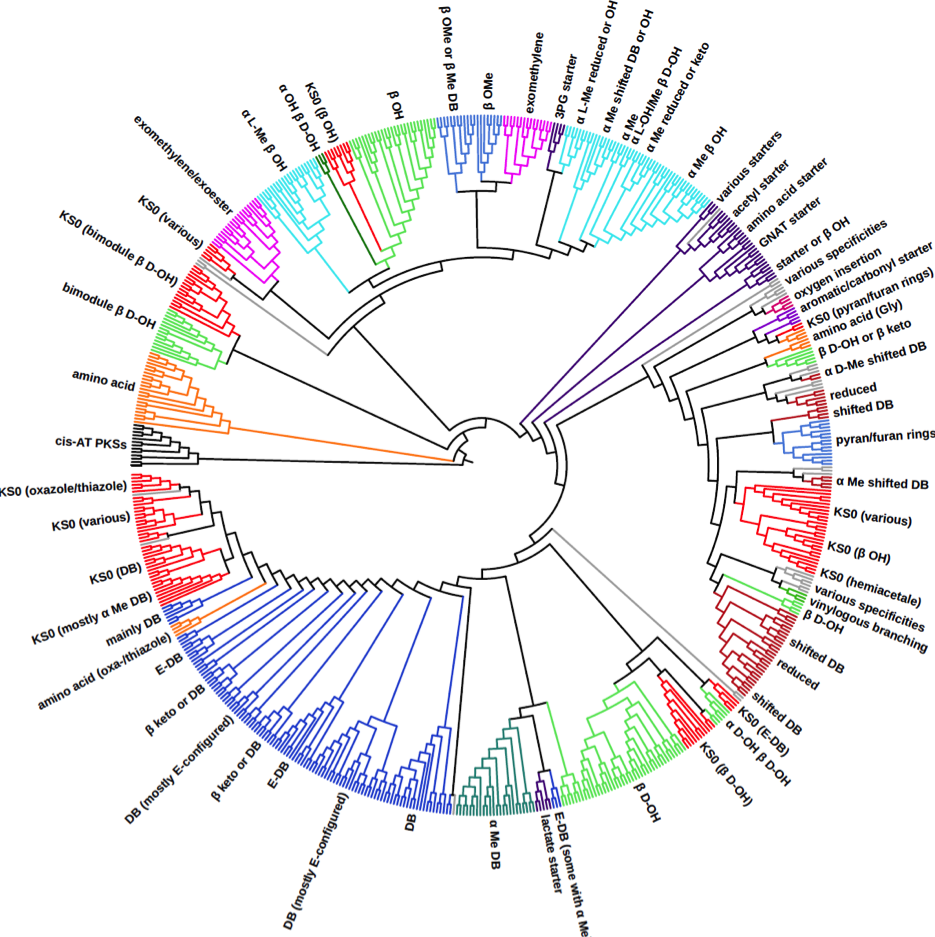 β OMe or β Me DB
β OMe
exomethylene
3PG starter
α L-Me reduced or OH
α Me shifted DB or OH
α Me
α L-OH/Me β D-OH
α Me reduced or keto
α Me β OH
various starters
acetyl starter
amino acid starter
GNAT starter
starter or β OH
various specificities
oxygen insertion
aromatic/carbonyl starter
KS0 (pyran/furan rings)
amino acid (Gly)
β D-OH or β keto
α D-Me shifted DB
reduced
shifted DB
pyran/furan rings
α Me shifted DB
KS0 (various)
KS0 (β OH)
KS0 (hemiacetale)
various specificities
vinylogous branching
β D-OH
shifted DB
reduced
shifted DB
KS0 (E-DB)
α D-OH β D-OH
KS0 (β D-OH)
β D-OH
E-DB (some with α Me
lactate starter
α Me DB
DB
DB (mostly E-configured)
E-DB
β keto or DB
DB (mostly E-configured)
β keto or DB
E-DB
amino acid (oxa-/thiazole)
mainly DB
KS0 (mostly α Me DB)
KS0 (DB)
KS0 (various)
KS0 (oxazole/thiazole)
cis-AT PKSs
amino acid
bimodule β D-OH
KS0 (bimodule β D-OH)
KS0 (various)
exomethylene/exoester
α L-Me β OH
α OH β D-OH
KS0 (β OH)
β OH